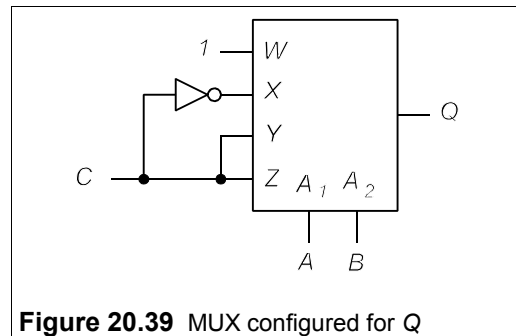 1 W
X
Y
Q
C Z A1 A2
A B
Figure 20.39 MUX configured for Q